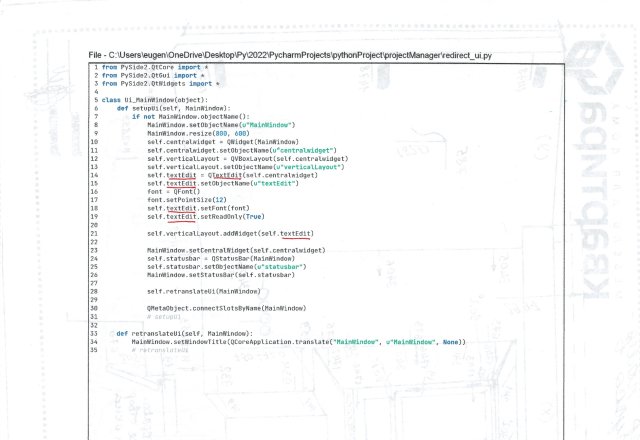 File - C:\Users\eugen\OneDrive\Desktop\Py\2022\PycharmProjects\pythonProject\projectManager\redirect_ui.py
1 from PySide2.QtCore import *
2 from PySide2.QtGui import *
3 from PySide2.QtWidgets import *
4
5 class Ui_MainWindow(object):
6     def setupUi(self, MainWindow):
7         if not MainWindow.objectName():
8             MainWindow.setObjectName(u"MainWindow")
9             MainWindow.resize(800, 600)
10             self.centralwidget = QWidget(MainWindow)
11             self.centralwidget.setObjectName(u"centralwidget")
12             self.verticalLayout = QVBoxLayout(self.centralwidget)
13             self.verticalLayout.setObjectName(u"verticalLayout")
14             self.textEdit = QTextEdit(self.centralwidget)
15             self.textEdit.setObjectName(u"textEdit")
16             font = QFont()
17             font.setPointSize(12)
18             self.textEdit.setFont(font)
19             self.textEdit.setReadOnly(True)
20
21             self.verticalLayout.addWidget(self.textEdit)
22
23             MainWindow.setCentralWidget(self.centralwidget)
24             self.statusbar = QStatusBar(MainWindow)
25             self.statusbar.setObjectName(u"statusbar")
26             MainWindow.setStatusBar(self.statusbar)
27
28             self.retranslateUi(MainWindow)
29
30             QMetaObject.connectSlotsByName(MainWindow)
31             # setupUi
32
33     def retranslateUi(self, MainWindow):
34         MainWindow.setWindowTitle(QCoreApplication.translate("MainWindow", u"MainWindow", None))
35         # retranslateUi